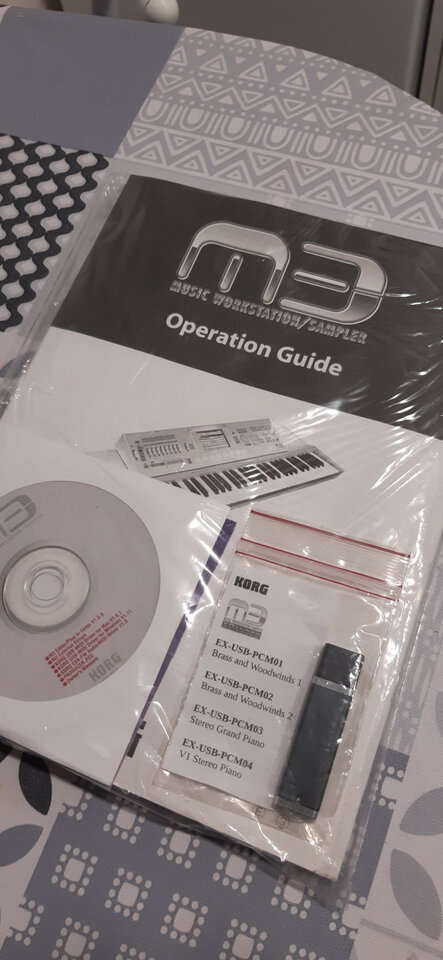 M3
MUSIC WORKSTATION/SAMPLER
Operation Guide
M3
KORG
KORG
M3
EX-USB-PCM01
Brass and Woodwinds 1
EX-USB-PCM02
Brass and Woodwinds 2
EX-USB-PCM03
Stereo Grand Piano
EX-USB-PCM04
V1 Stereo Piano